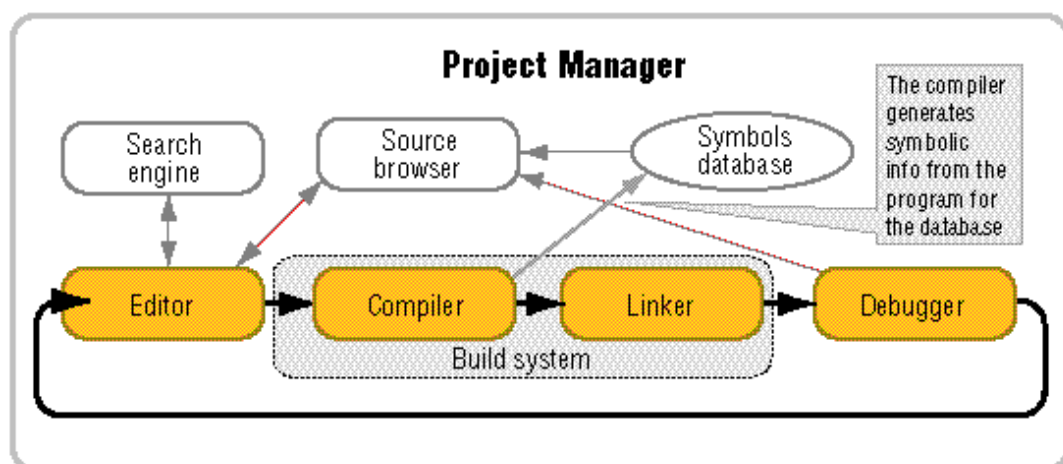 Project Manager
The compiler
generates
symbolic
info from the
program for
the database
Search
engine
Source
browser
Symbols
database
Editor
Compiler
Linker
Debugger
Build system